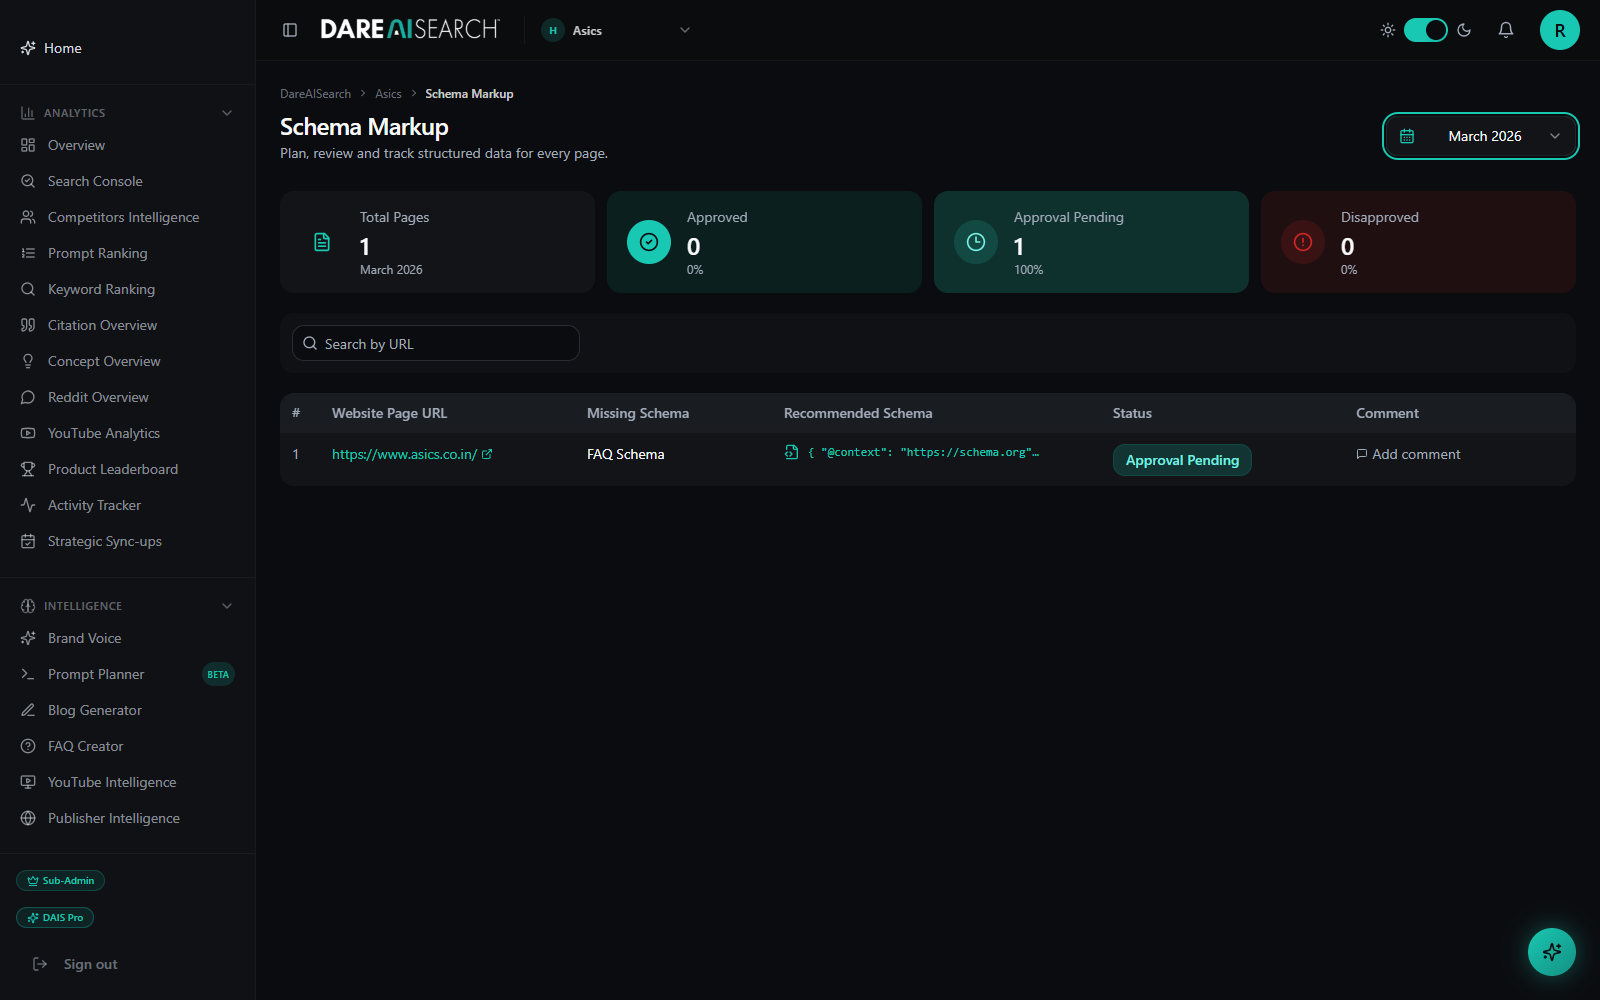 Home
ANALYTICS
Overview
Search Console
Competitors Intelligence
Prompt Ranking
Keyword Ranking
Citation Overview
Concept Overview
Reddit Overview
YouTube Analytics
Product Leaderboard
Activity Tracker
Strategic Sync-ups
INTELLIGENCE
Brand Voice
Prompt Planner BETA
Blog Generator
FAQ Creator
YouTube Intelligence
Publisher Intelligence
Sub-Admin
DAIS Pro
Sign out
DARE AISEARCH H Asics R
DareAISearch > Asics > Schema Markup
Schema Markup
Plan, review and track structured data for every page.
March 2026
Total Pages
1
March 2026
Approved
0
0%
Approval Pending
1
100%
Disapproved
0
0%
Search by URL
# Website Page URL Missing Schema Recommended Schema Status Comment
1 https://www.asics.co.in/ FAQ Schema { "@context": "https://schema.org"… Approval Pending Add comment